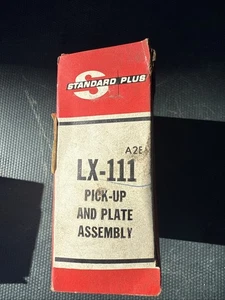 S
STANDARD PLUS
A2E
LX-111
PICK-UP
AND PLATE
ASSEMBLY